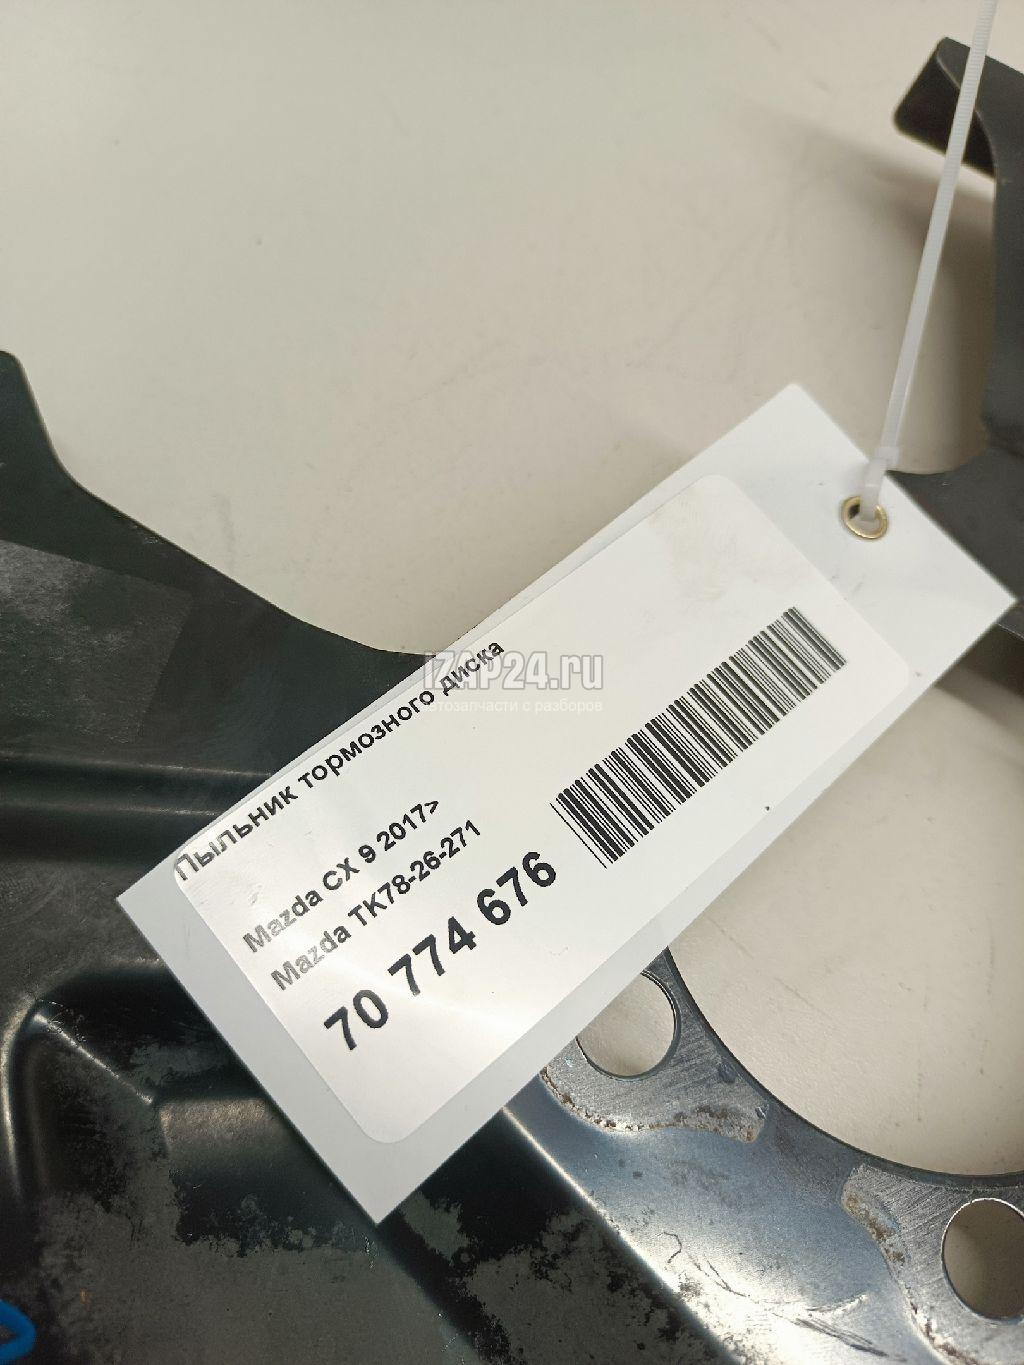 Пыльник тормозного диска
Mazda CX 9 2017>
Mazda TK78-26-271
70 774 676
iZAP24.ru
автозапчасти с разборов